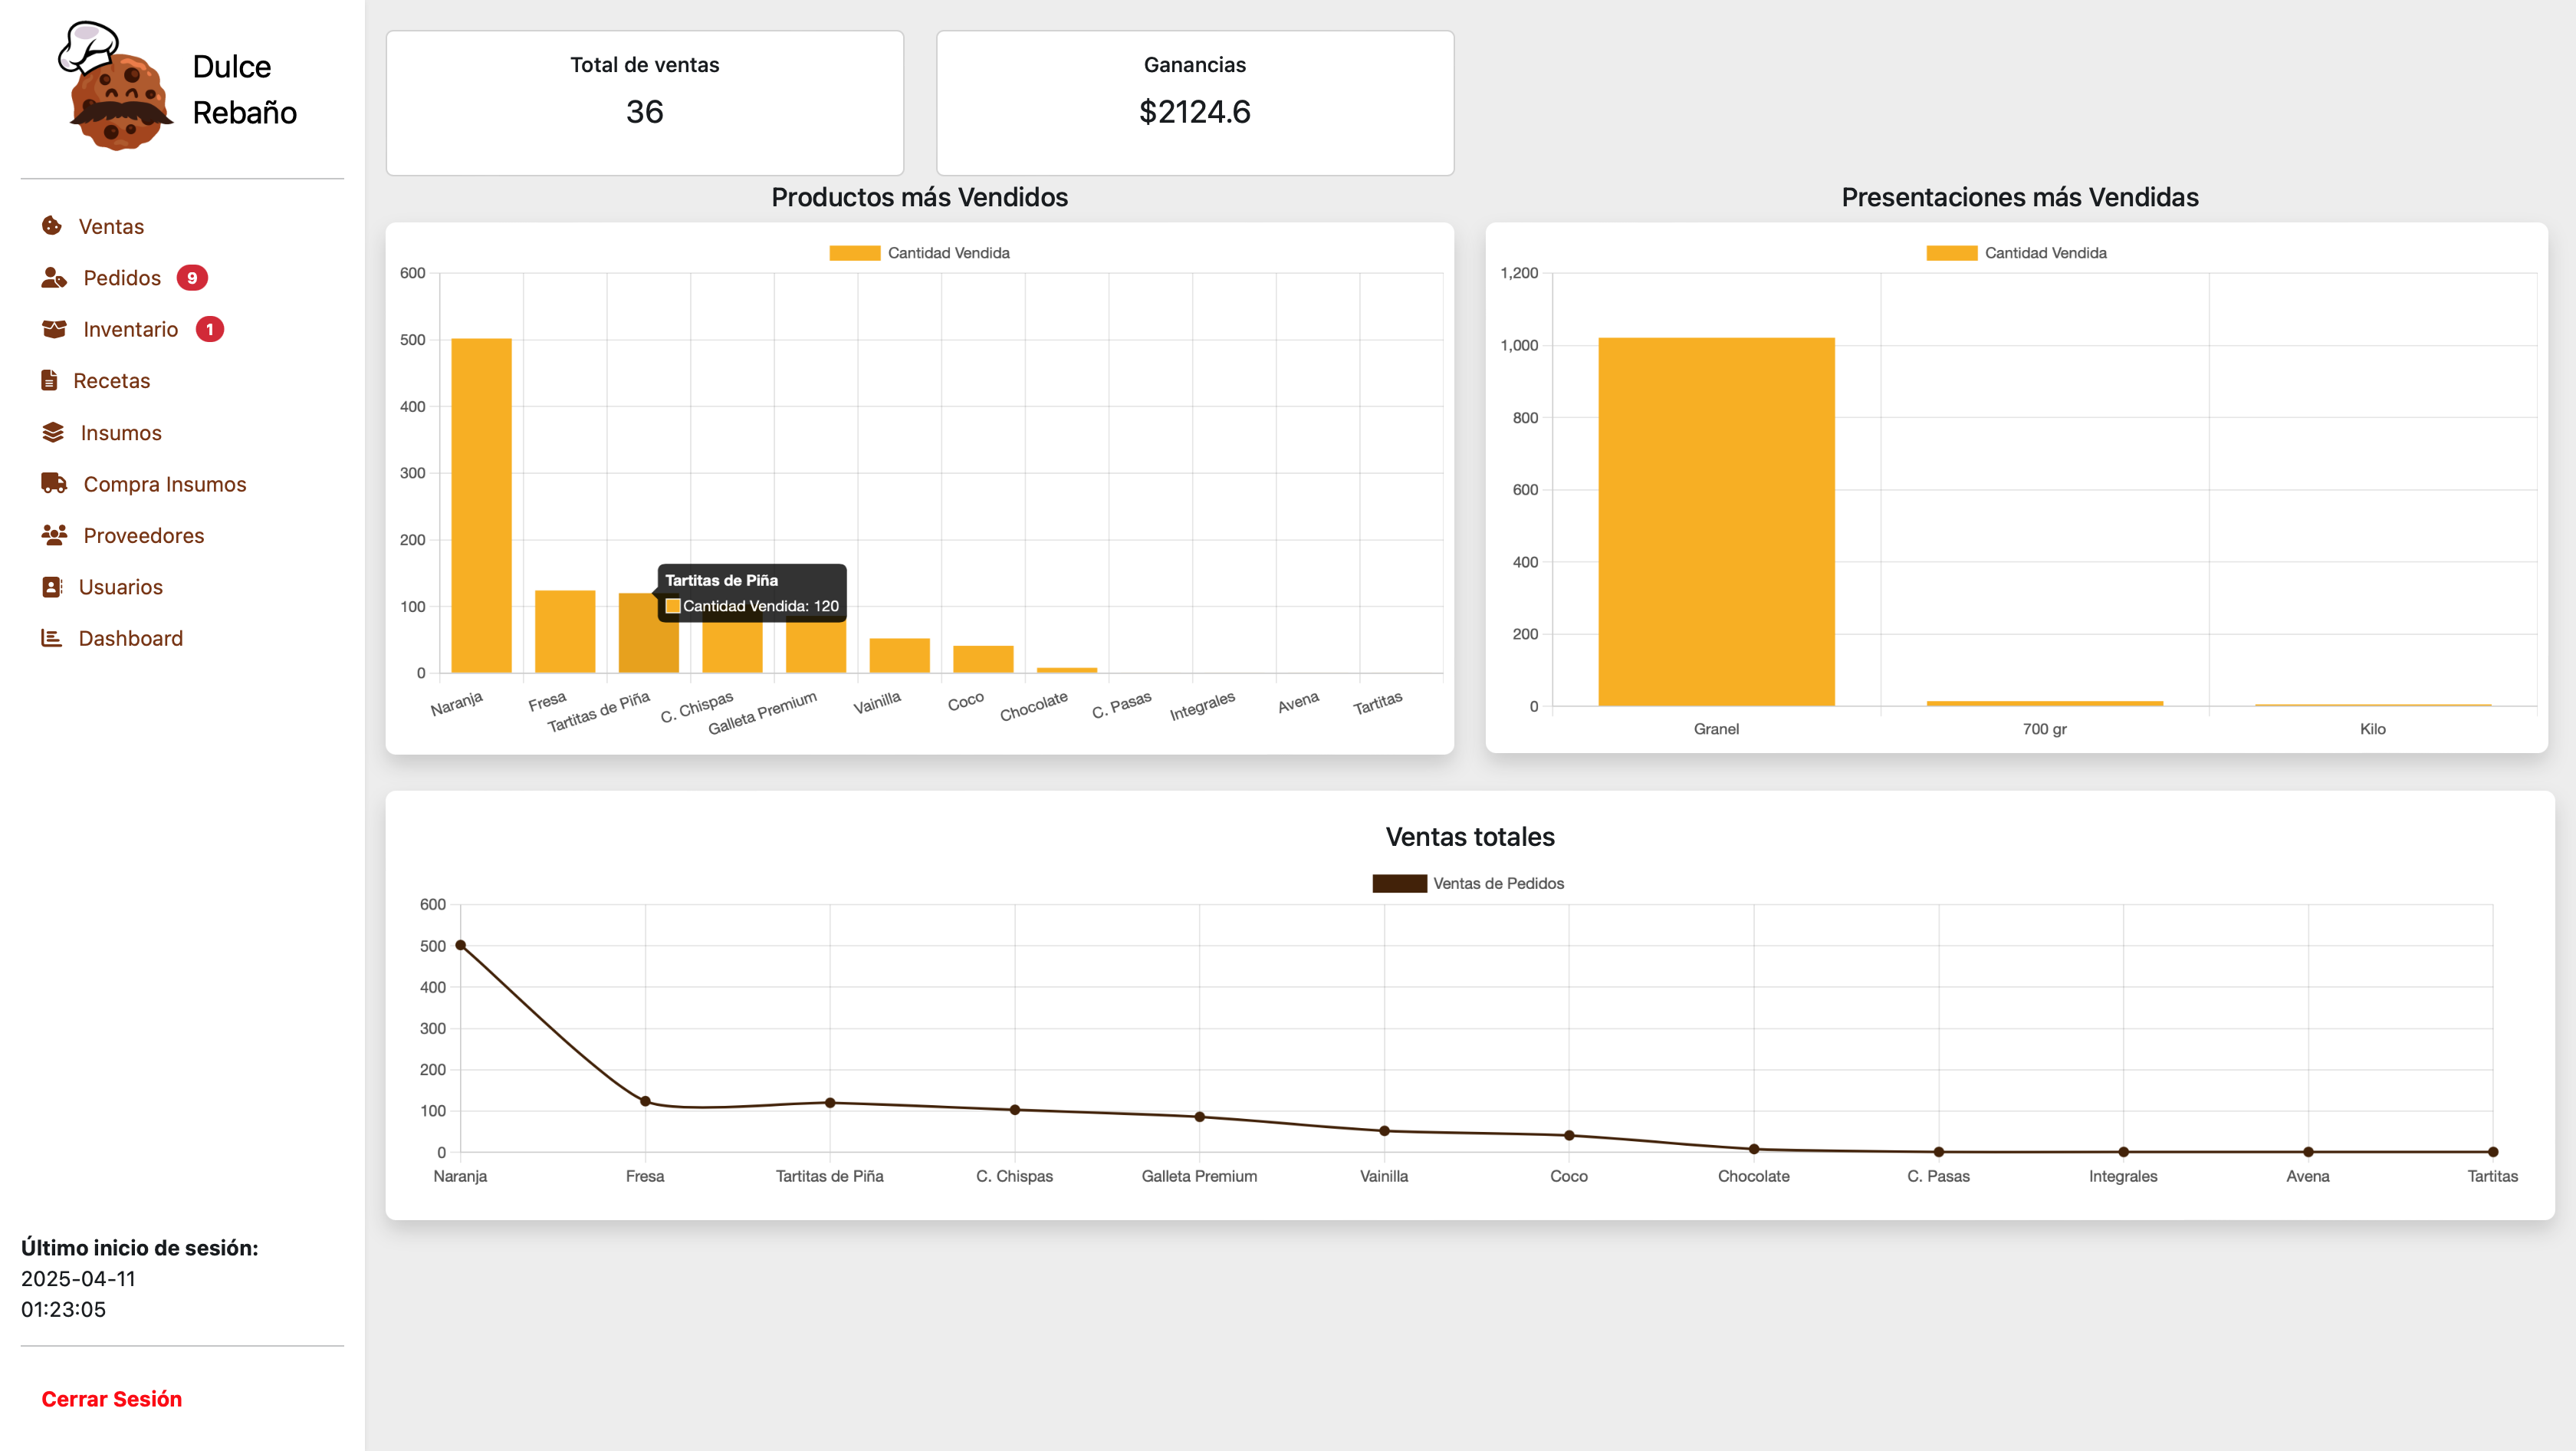 Dulce
Rebaño
Ventas
Pedidos 9
Inventario 1
Recetas
Insumos
Compra Insumos
Proveedores
Usuarios
Dashboard
Último inicio de sesión:
2025-04-11
01:23:05
Cerrar Sesión
Total de ventas
36
Ganancias
$2124.6
Productos más Vendidos
Cantidad Vendida
600
500
400
300
200
100
0
Tartitas de Piña
Cantidad Vendida: 120
Naranja
Fresa
Tartitas de Piña
C. Chispas
Galleta Premium
Vainilla
Coco
Chocolate
C. Pasas
Integrales
Avena
Tartitas
Presentaciones más Vendidas
Cantidad Vendida
1,200
1,000
800
600
400
200
0
Granel
700 gr
Kilo
Ventas totales
Ventas de Pedidos
600
500
400
300
200
100
0
Naranja
Fresa
Tartitas de Piña
C. Chispas
Galleta Premium
Vainilla
Coco
Chocolate
C. Pasas
Integrales
Avena
Tartitas